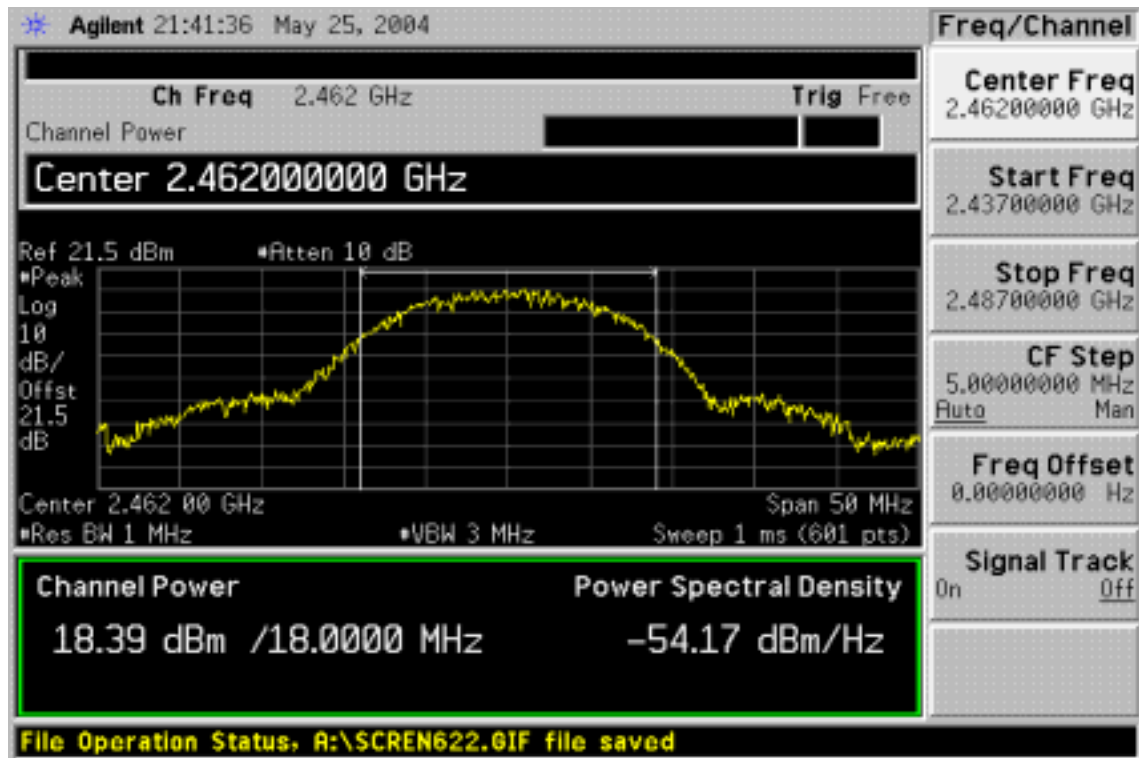 Agilent 21:41:36 May 25, 2004
Freq/Channel
Ch Freq 2.462 GHz Trig Free
Channel Power
Center 2.462000000 GHz
Ref 21.5 dBm #Atten 10 dB
#Peak
Log
10
dB/
Offst
21.5
dB
Center 2.462 00 GHz Span 50 MHz
#Res BW 1 MHz #VBW 3 MHz Sweep 1 ms (601 pts)
Channel Power Power Spectral Density
18.39 dBm /18.0000 MHz -54.17 dBm/Hz
File Operation Status, A:\SCREN622.GIF file saved
Center Freq
2.46200000 GHz
Start Freq
2.43700000 GHz
Stop Freq
2.48700000 GHz
CF Step
5.00000000 MHz
Auto Man
Freq Offset
0.00000000 Hz
Signal Track
On Off